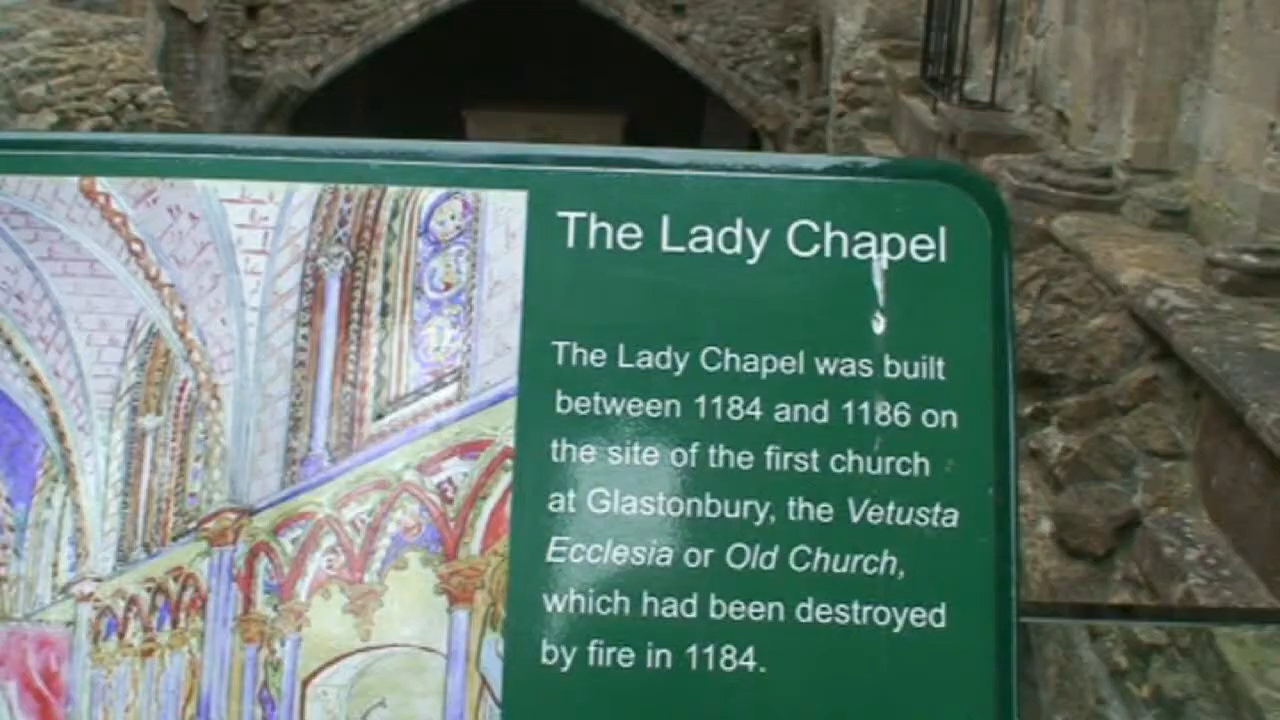 The Lady Chapel
The Lady Chapel was built
between 1184 and 1186 on
the site of the first church
at Glastonbury, the Vetusta
Ecclesia or Old Church,
which had been destroyed
by fire in 1184.